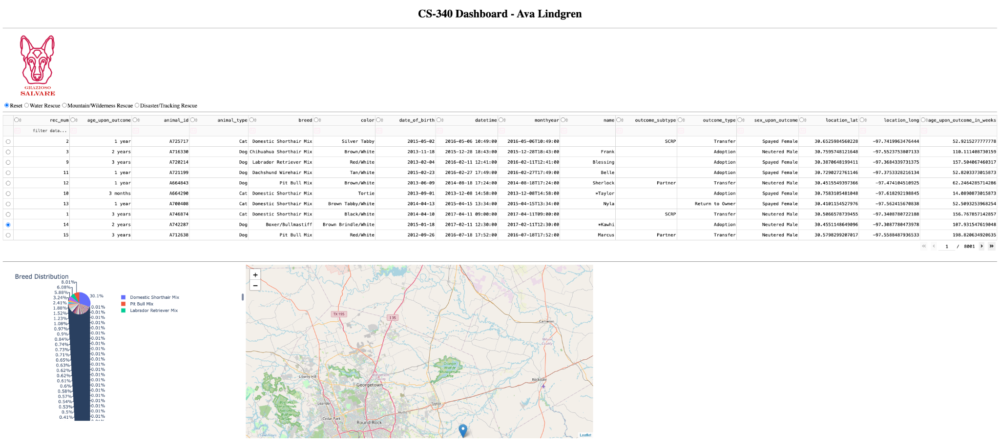 CS-340 Dashboard - Ava Lindgren
GRAZIOSO
SALVARE
Reset Water Rescue Mountain/Wilderness Rescue Disaster/Tracking Rescue
rec_num age_upon_outcome animal_id animal_type breed color date_of_birth datetime monthyear name outcome_subtype outcome_type sex_upon_outcome location_lat location_long age_upon_outcome_in_weeks
filter data...
2 1 year A725717 Cat Domestic Shorthair Mix Silver Tabby 2015-05-02 2016-05-06 10:49:00 2016-05-06T10:49:00 SCRP Transfer Spayed Female 30.6525984560228 -97.7419963476444 52.9215277777778
3 2 years A716330 Dog Chihuahua Shorthair Mix Brown/White 2013-11-18 2015-12-28 18:43:00 2015-12-28T18:43:00 Frank Adoption Neutered Male 30.7595748121648 -97.5523753807133 110.111408730159
9 3 years A720214 Dog Labrador Retriever Mix Red/White 2013-02-04 2016-02-11 12:41:00 2016-02-11T12:41:00 Blessing Adoption Spayed Female 30.3870648199411 -97.3684339731375 157.504067460317
11 1 year A721199 Dog Dachshund Wirehair Mix Tan/White 2015-02-23 2016-02-27 17:49:00 2016-02-27T17:49:00 Belle Adoption Spayed Female 30.7290272761146 -97.3753328216134 52.8203373015873
12 1 year A664843 Dog Pit Bull Mix Brown/White 2013-06-09 2014-08-18 17:24:00 2014-08-18T17:24:00 Sherlock Partner Transfer Neutered Male 30.4515549397366 -97.474104510925 62.2464285714286
10 3 months A664290 Cat Domestic Shorthair Mix Tortie 2013-09-01 2013-12-08 14:58:00 2013-12-08T14:58:00 *Taylor Adoption Spayed Female 30.7583105481048 -97.618292198845 14.0890873015873
13 1 year A700408 Cat Domestic Shorthair Mix Brown Tabby/White 2014-04-13 2015-04-15 13:34:00 2015-04-15T13:34:00 Nyla Return to Owner Spayed Female 30.4101154527976 -97.562415670838 52.5093253968254
1 3 years A746874 Cat Domestic Shorthair Mix Black/White 2014-04-10 2017-04-11 09:00:00 2017-04-11T09:00:00 SCRP Transfer Neutered Male 30.5066578739455 -97.3408780722188 156.767857142857
14 2 years A742287 Dog Boxer/Bullmastiff Brown Brindle/White 2015-01-18 2017-02-11 12:30:00 2017-02-11T12:30:00 *Kawhi Adoption Neutered Male 30.4551148649096 -97.3087780473978 107.931547619048
15 3 years A712638 Dog Pit Bull Mix Red/White 2012-09-26 2016-07-18 17:52:00 2016-07-18T17:52:00 Marcus Partner Transfer Neutered Male 30.5798299207017 -97.5588487936533 198.820634920635
« ‹ 1 / 8001 › »
Breed Distribution
8.01%
6.08%
5.88%
3.24% 30.1%
2.41%
1.88% 0.01%
1.52% 0.01%
1.23% 0.01%
1.08% 0.01%
0.97% 0.01%
0.9% 0.01%
0.84% 0.01%
0.74% 0.01%
0.73% 0.01%
0.71% 0.01%
0.65% 0.01%
0.63% 0.01%
0.62% 0.01%
0.62% 0.01%
0.61% 0.01%
0.6% 0.01%
0.58% 0.01%
0.57% 0.01%
0.54% 0.01%
0.53% 0.01%
0.5% 0.01%
0.41% 0.01%
Domestic Shorthair Mix
Pit Bull Mix
Labrador Retriever Mix
+
−
TX 195
I 35
Cameron
Milam
County
Granger
Wildlife
Management
Area
Liberty Hill
Williamson
County
Rockdale
Georgetown
Leander
Taylor
Balcones
Canyonlands
National
Wildlife
Refuge
Hutto
Cedar Park
Round Rock
Lake Travis
Leaflet